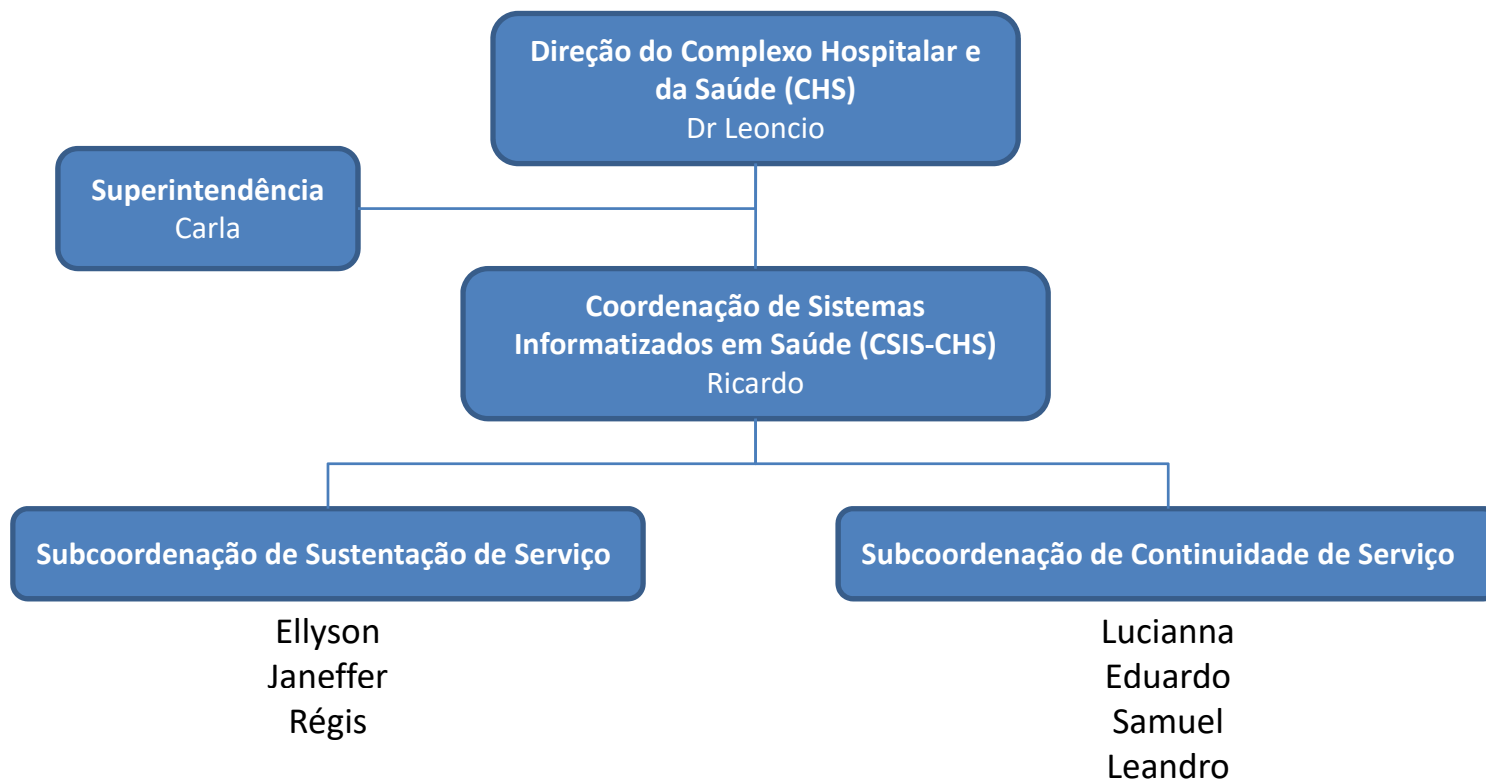 Direção do Complexo Hospitalar e
da Saúde (CHS)
Dr Leoncio
Superintendência
Carla
Coordenação de Sistemas
Informatizados em Saúde (CSIS-CHS)
Ricardo
Subcoordenação de Sustentação de Serviço
Ellyson
Janeffer
Régis
Subcoordenação de Continuidade de Serviço
Lucianna
Eduardo
Samuel
Leandro